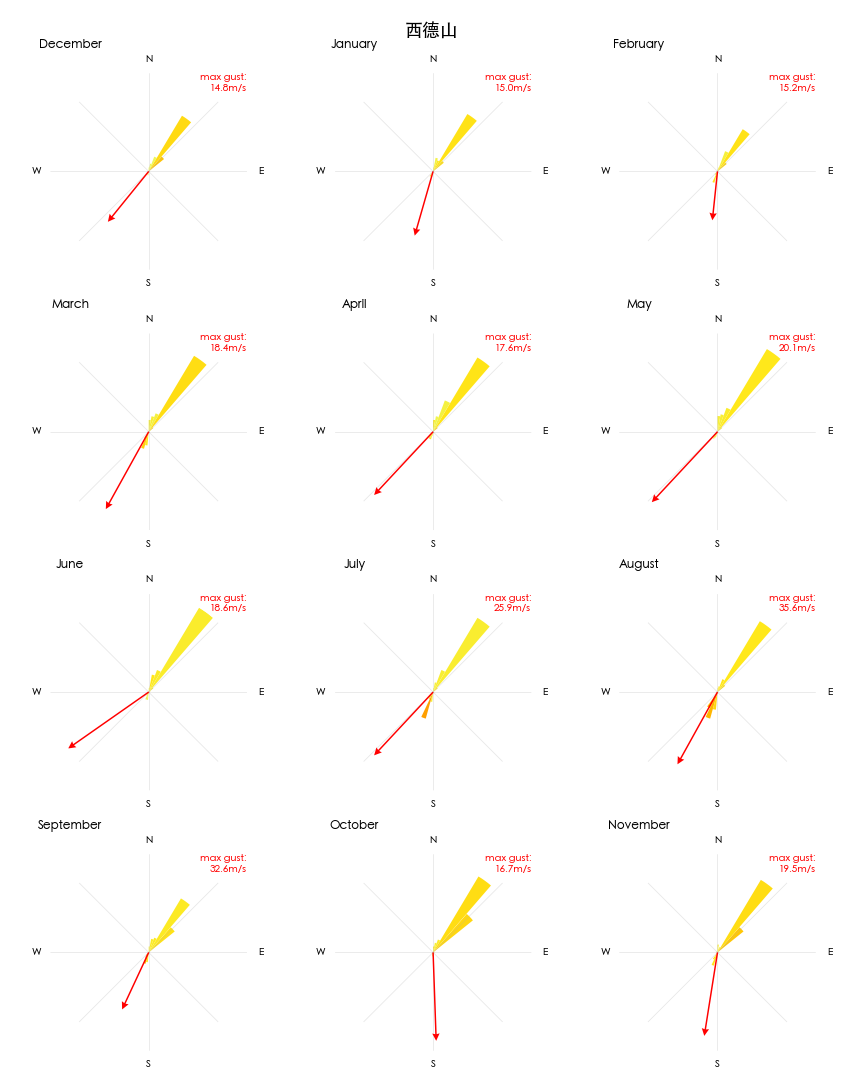 西德山
December
N
max gust:
14.8m/s
W
E
S
January
N
max gust:
15.0m/s
W
E
S
February
N
max gust:
15.2m/s
W
E
S
March
N
max gust:
18.4m/s
W
E
S
April
N
max gust:
17.6m/s
W
E
S
May
N
max gust:
20.1m/s
W
E
S
June
N
max gust:
18.6m/s
W
E
S
July
N
max gust:
25.9m/s
W
E
S
August
N
max gust:
35.6m/s
W
E
S
September
N
max gust:
32.6m/s
W
E
S
October
N
max gust:
16.7m/s
W
E
S
November
N
max gust:
19.5m/s
W
E
S